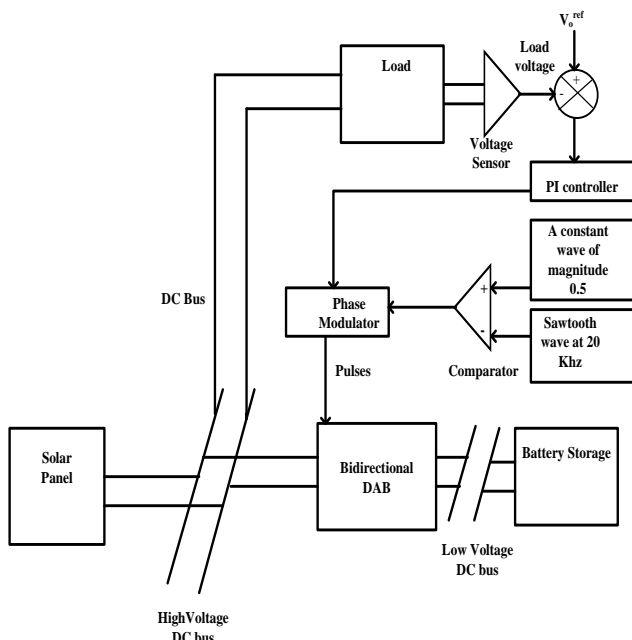 V₀ʳᵉᶠ
Load
voltage
+
-
Load
Voltage
Sensor
PI controller
A constant
wave of
magnitude
0.5
DC Bus
Phase
Modulator
+
-
Sawtooth
wave at 20
Khz
Pulses
Comparator
Solar
Panel
Bidirectional
DAB
Battery Storage
Low Voltage
DC bus
HighVoltage
DC bus